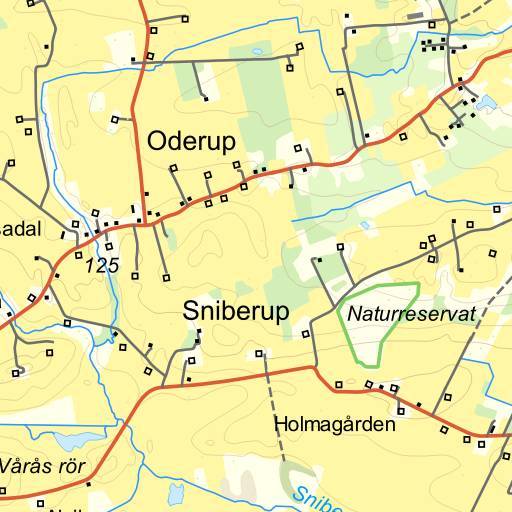 Oderup
sadal
125
Sniberup
Naturreservat
Holmagården
Vårås rör
Snibe